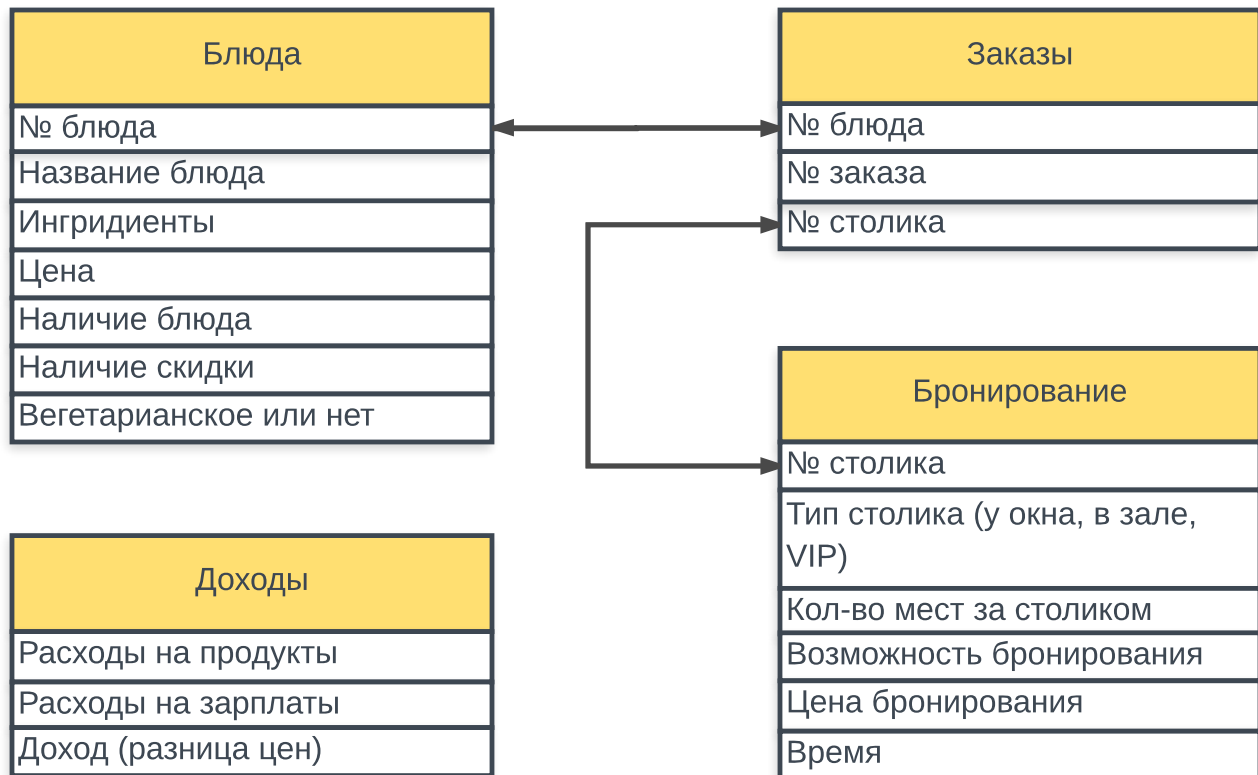 Блюда
№ блюда
Название блюда
Ингридиенты
Цена
Наличие блюда
Наличие скидки
Вегетарианское или нет
Заказы
№ блюда
№ заказа
№ столика
Бронирование
№ столика
Тип столика (у окна, в зале,
VIP)
Кол-во мест за столиком
Возможность бронирования
Цена бронирования
Время
Доходы
Расходы на продукты
Расходы на зарплаты
Доход (разница цен)